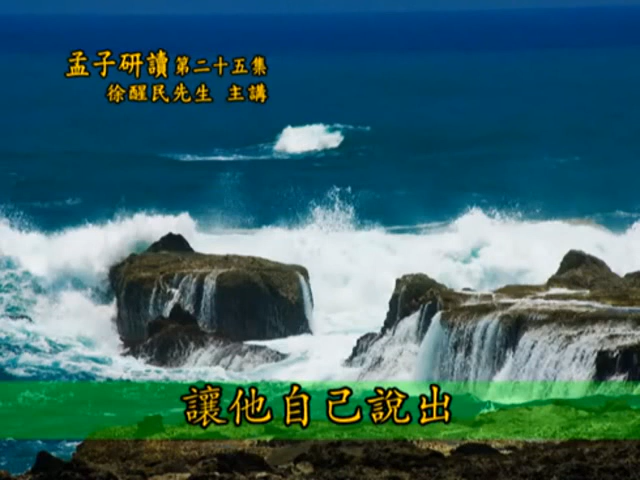 孟子研讀第二十五集
徐醒民先生 主講
讓他自己說出